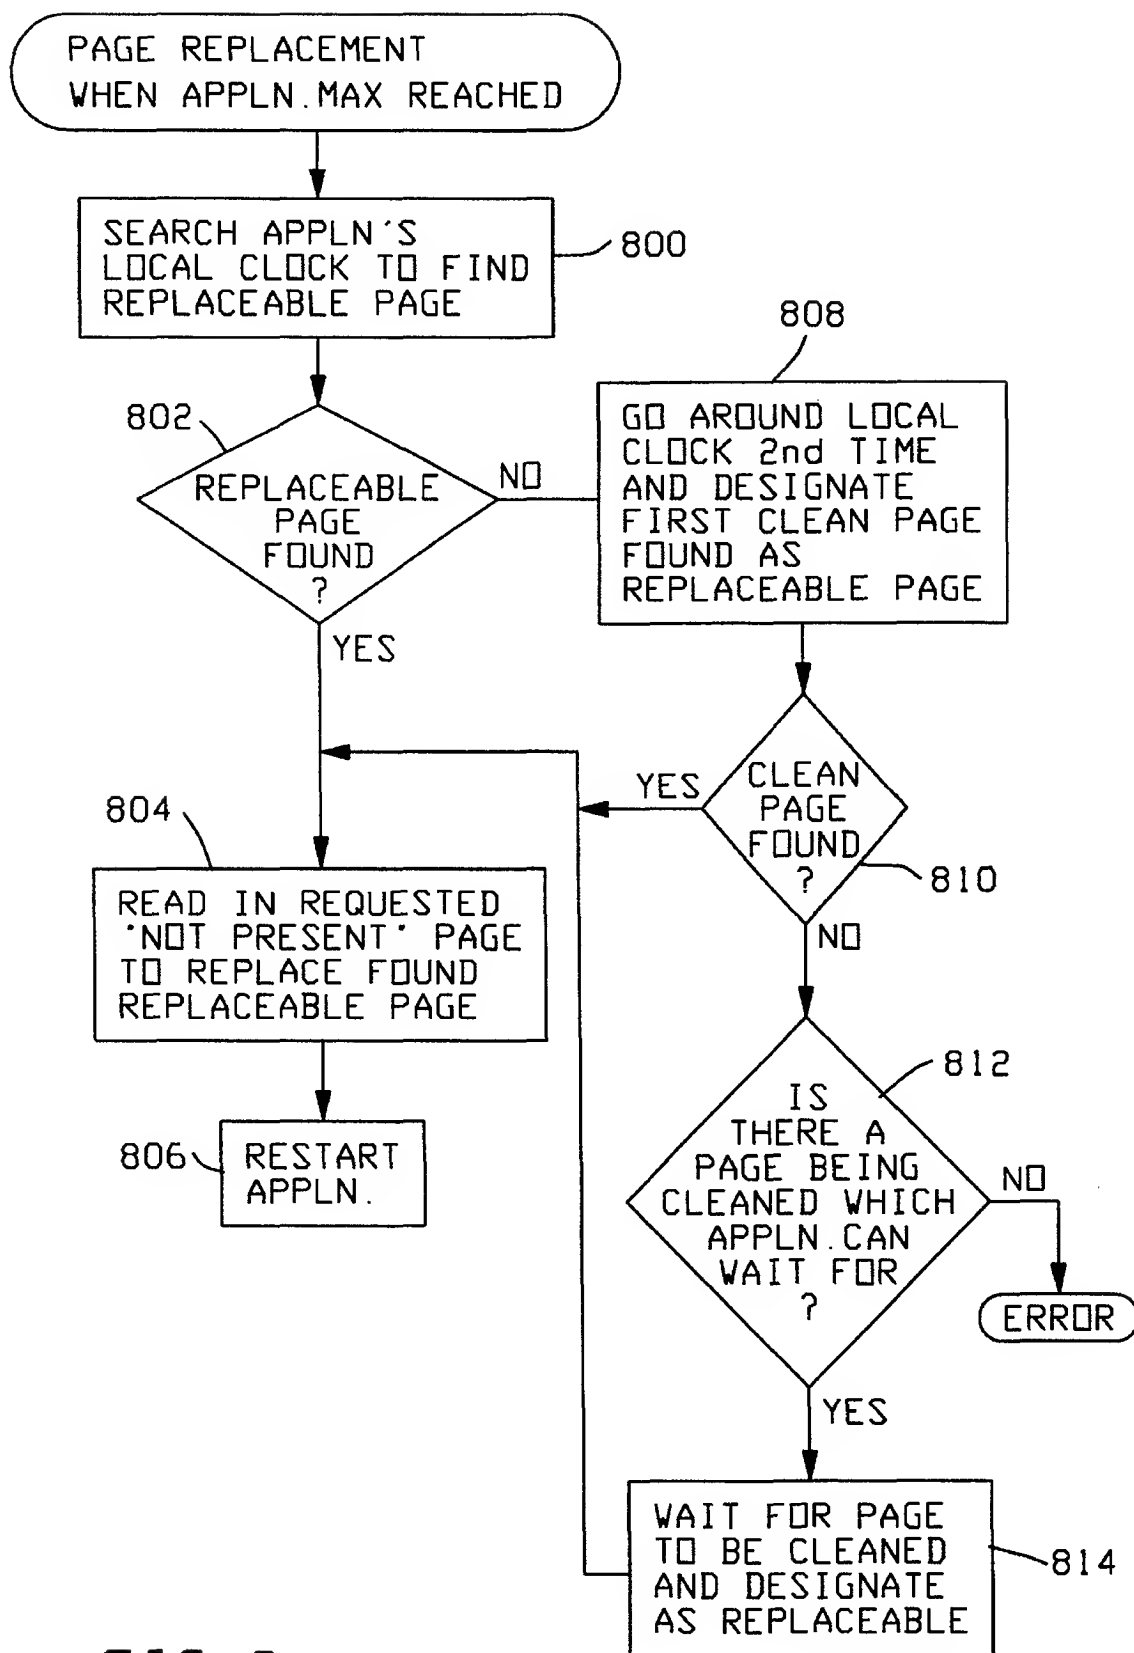 PAGE REPLACEMENT
WHEN APPLN.MAX REACHED
SEARCH APPLN'S
LOCAL CLOCK TO FIND
REPLACEABLE PAGE
800
802
REPLACEABLE
PAGE
FOUND
?
NO
YES
808
GO AROUND LOCAL
CLOCK 2nd TIME
AND DESIGNATE
FIRST CLEAN PAGE
FOUND AS
REPLACEABLE PAGE
CLEAN
PAGE
FOUND
?
810
YES
NO
804
READ IN REQUESTED
'NOT PRESENT' PAGE
TO REPLACE FOUND
REPLACEABLE PAGE
806
RESTART
APPLN.
812
IS
THERE A
PAGE BEING
CLEANED WHICH
APPLN.CAN
WAIT FOR
?
NO
ERROR
YES
WAIT FOR PAGE
TO BE CLEANED
AND DESIGNATE
AS REPLACEABLE
814